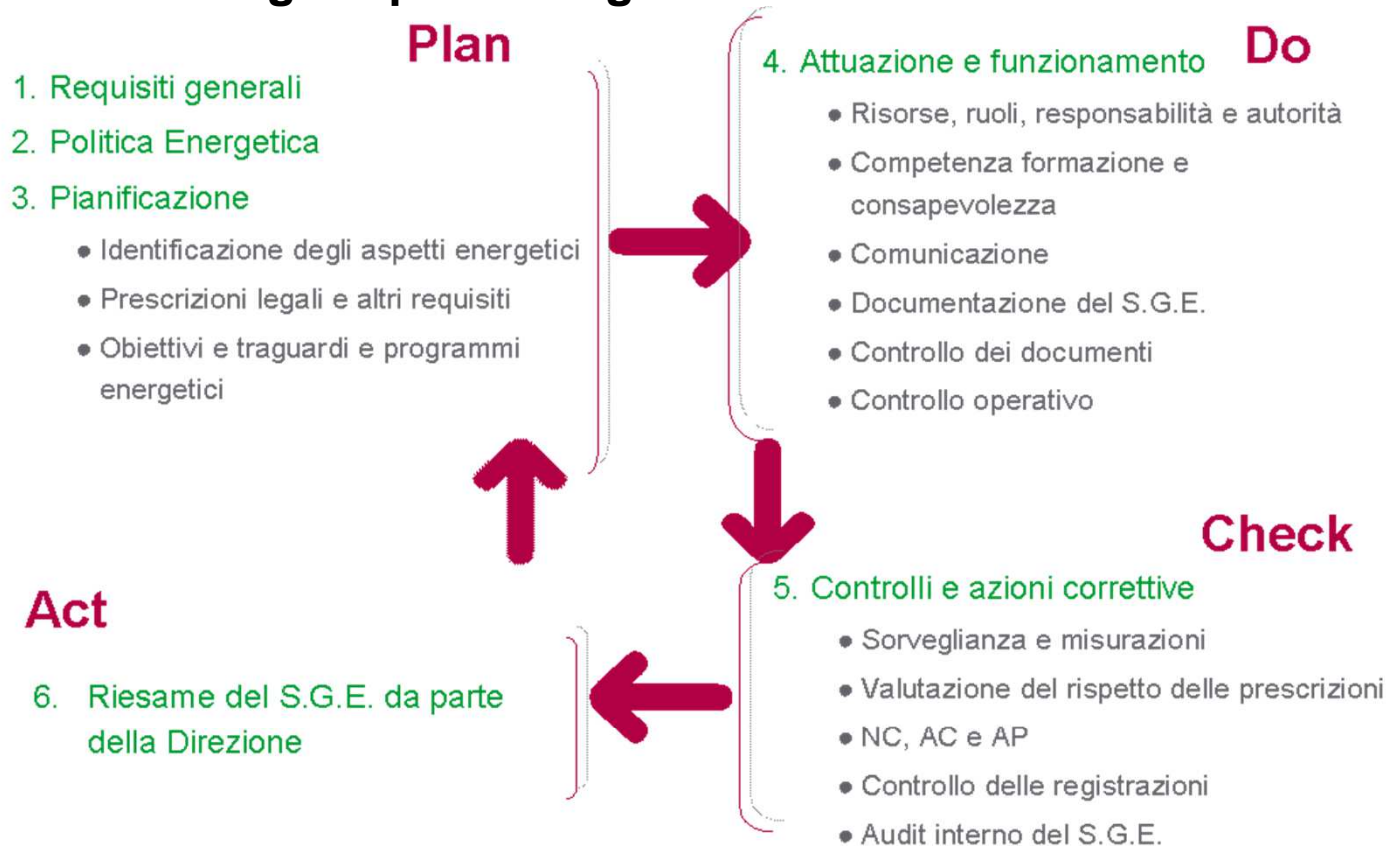 Plan
1. Requisiti generali
2. Politica Energetica
3. Pianificazione
• Identificazione degli aspetti energetici
• Prescrizioni legali e altri requisiti
• Obiettivi e traguardi e programmi
energetici
Do
4. Attuazione e funzionamento
• Risorse, ruoli, responsabilità e autorità
• Competenza formazione e
consapevolezza
• Comunicazione
• Documentazione del S.G.E.
• Controllo dei documenti
• Controllo operativo
Check
5. Controlli e azioni correttive
• Sorveglianza e misurazioni
• Valutazione del rispetto delle prescrizioni
• NC, AC e AP
• Controllo delle registrazioni
• Audit interno del S.G.E.
Act
6. Riesame del S.G.E. da parte
della Direzione